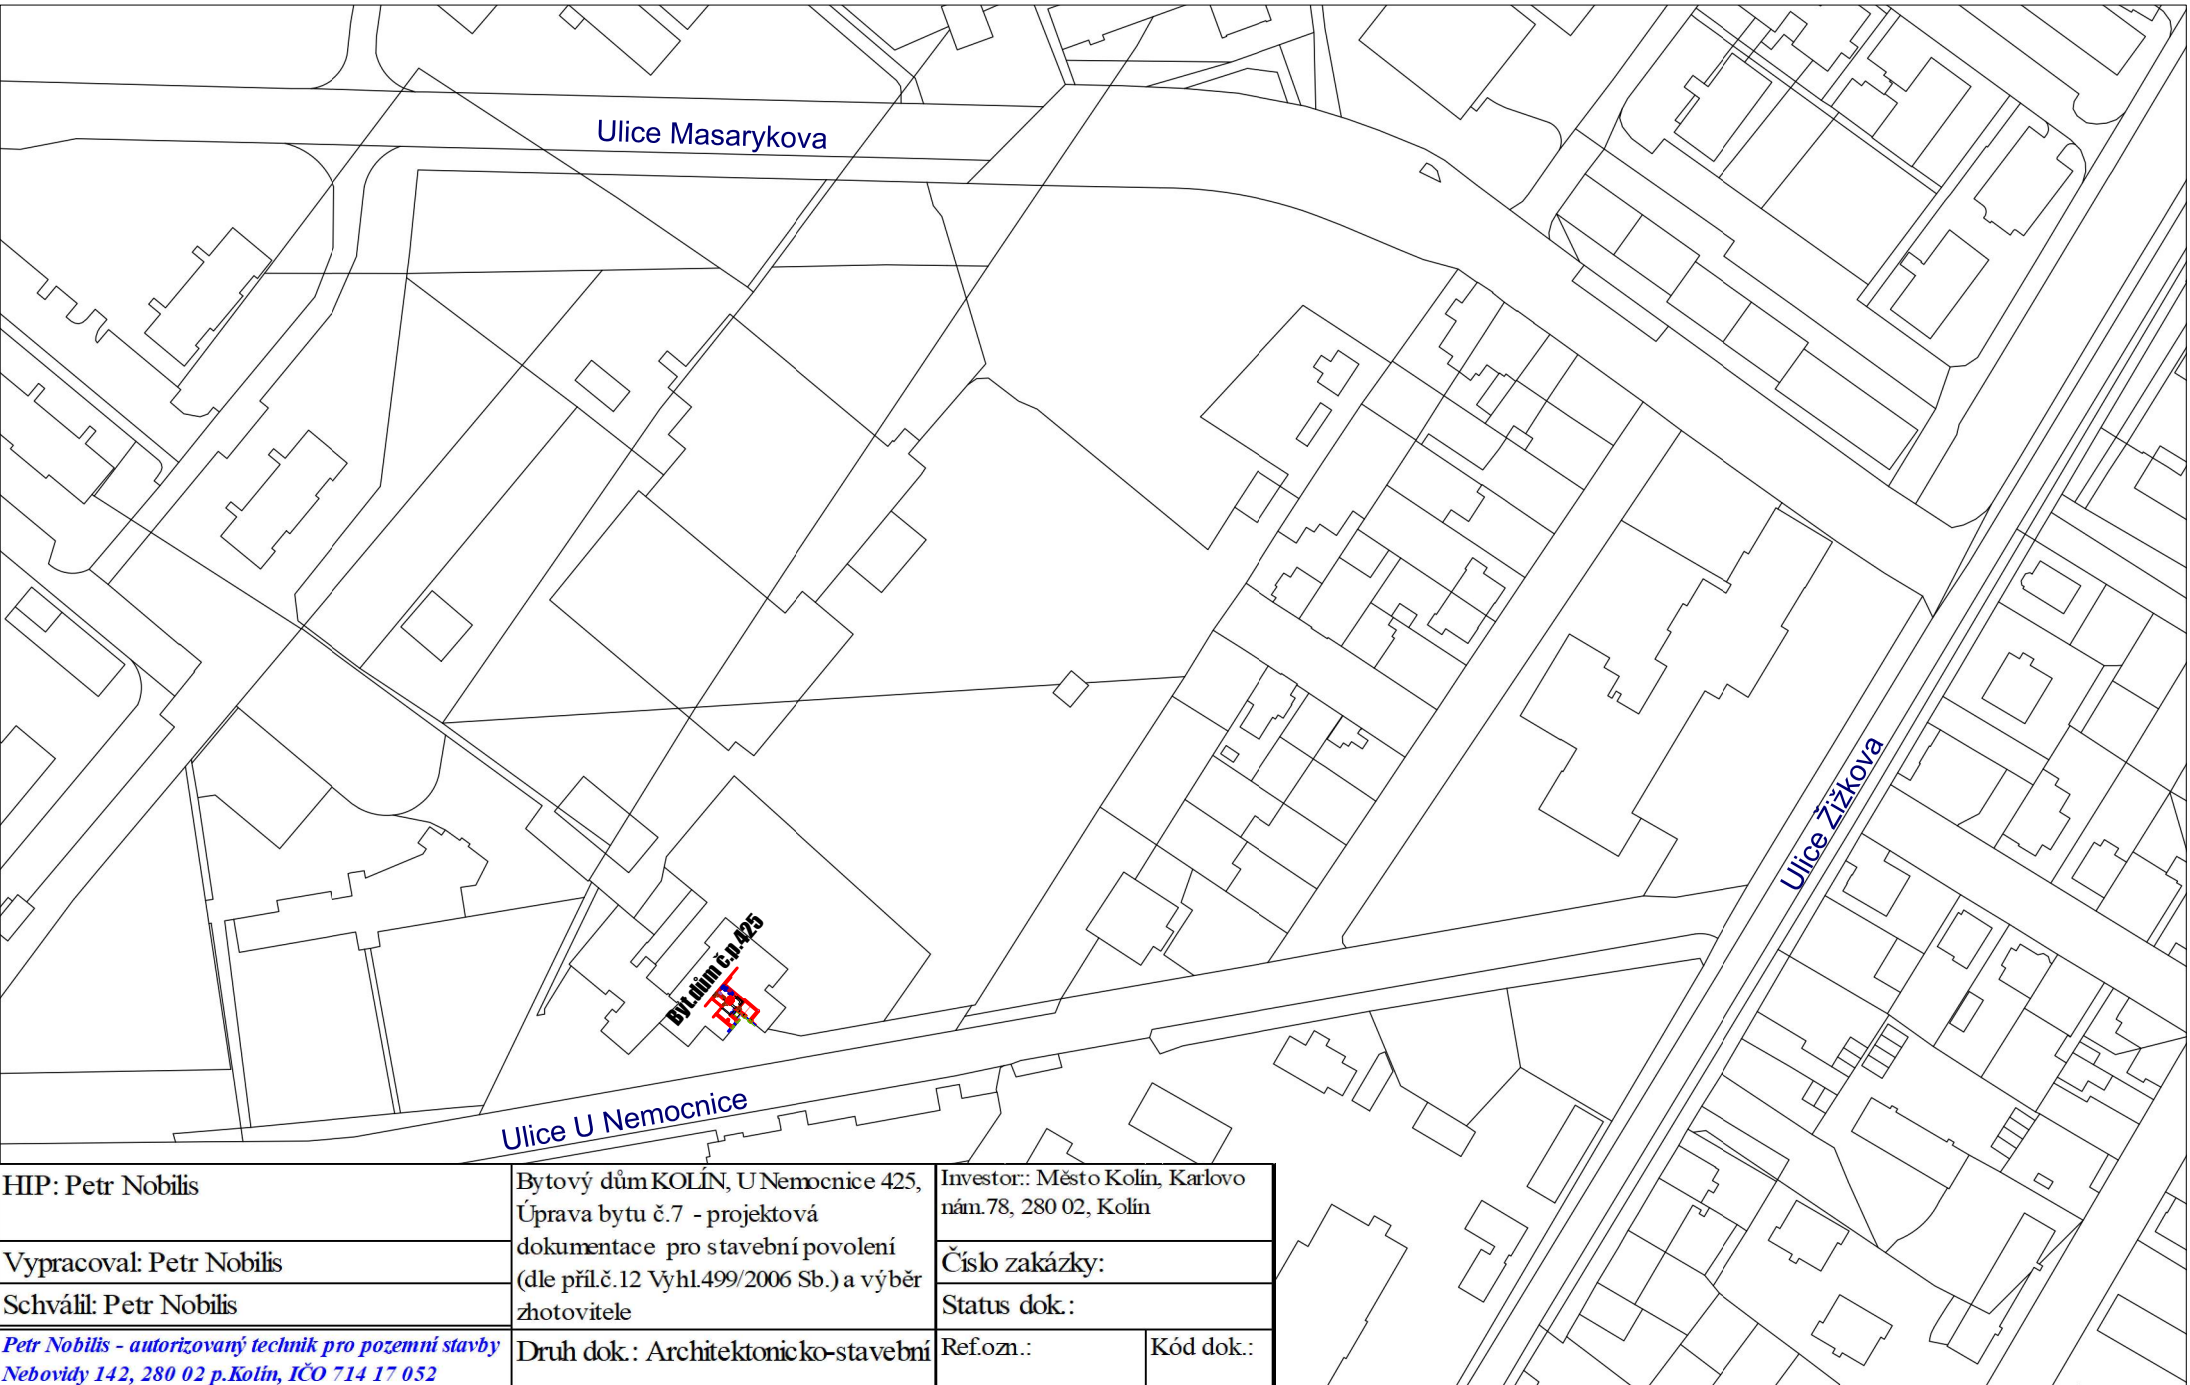 Ulice Masarykova
Ulice Žižkova
Byt.dům č.p.425
Ulice U Nemocnice
HIP: Petr Nobilis
Vypracoval: Petr Nobilis
Schválil: Petr Nobilis
Petr Nobilis - autorizovaný technik pro pozemní stavby
Nebovidy 142, 280 02 p.Kolín, IČO 714 17 052
Bytový dům KOLÍN, U Nemocnice 425,
Úprava bytu č.7 - projektová
dokumentace pro stavební povolení
(dle příl.č.12 Vyhl.499/2006 Sb.) a výběr
zhotovitele
Druh dok.: Architektonicko-stavební
Investor:: Město Kolín, Karlovo
nám.78, 280 02, Kolín
Číslo zakázky:
Status dok.:
Ref.ozn.:
Kód dok.: